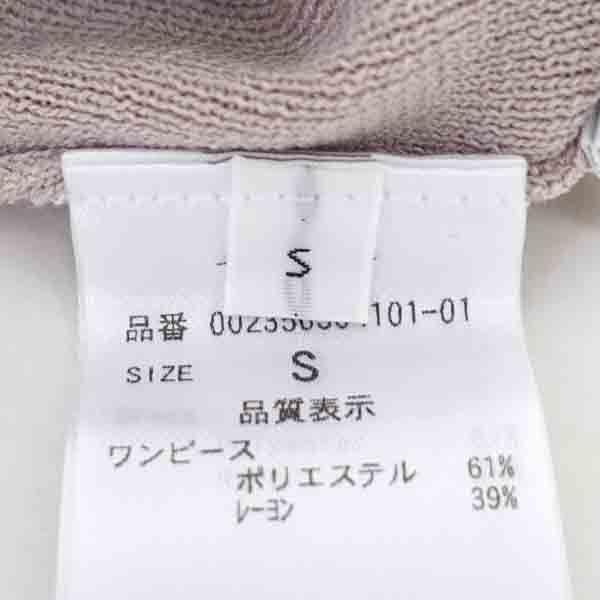 S
品番
SIZE S
品質表示
ワンピース
ポリエステル 61%
レーヨン 39%